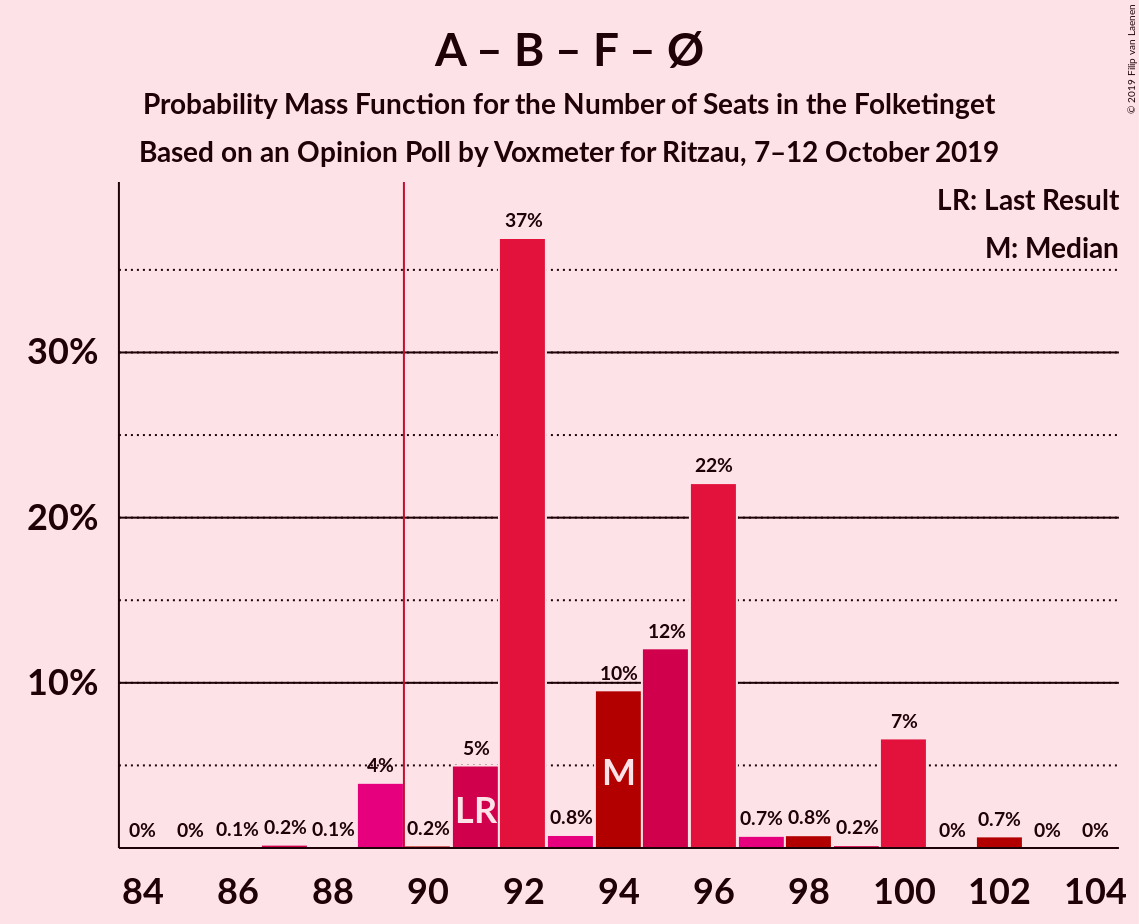 A – B – F – Ø
Probability Mass Function for the Number of Seats in the Folketinget
Based on an Opinion Poll by Voxmeter for Ritzau, 7–12 October 2019
© 2019 Filip van Laenen
LR: Last Result
M: Median
37%
30%
22%
20%
12%
10%
10%
7%
5%
4%
M
LR
0% 0% 0.1% 0.2% 0.1% 0.2% 0.8% 0.7% 0.8% 0.2% 0% 0.7% 0% 0%
84 86 88 90 92 94 96 98 100 102 104